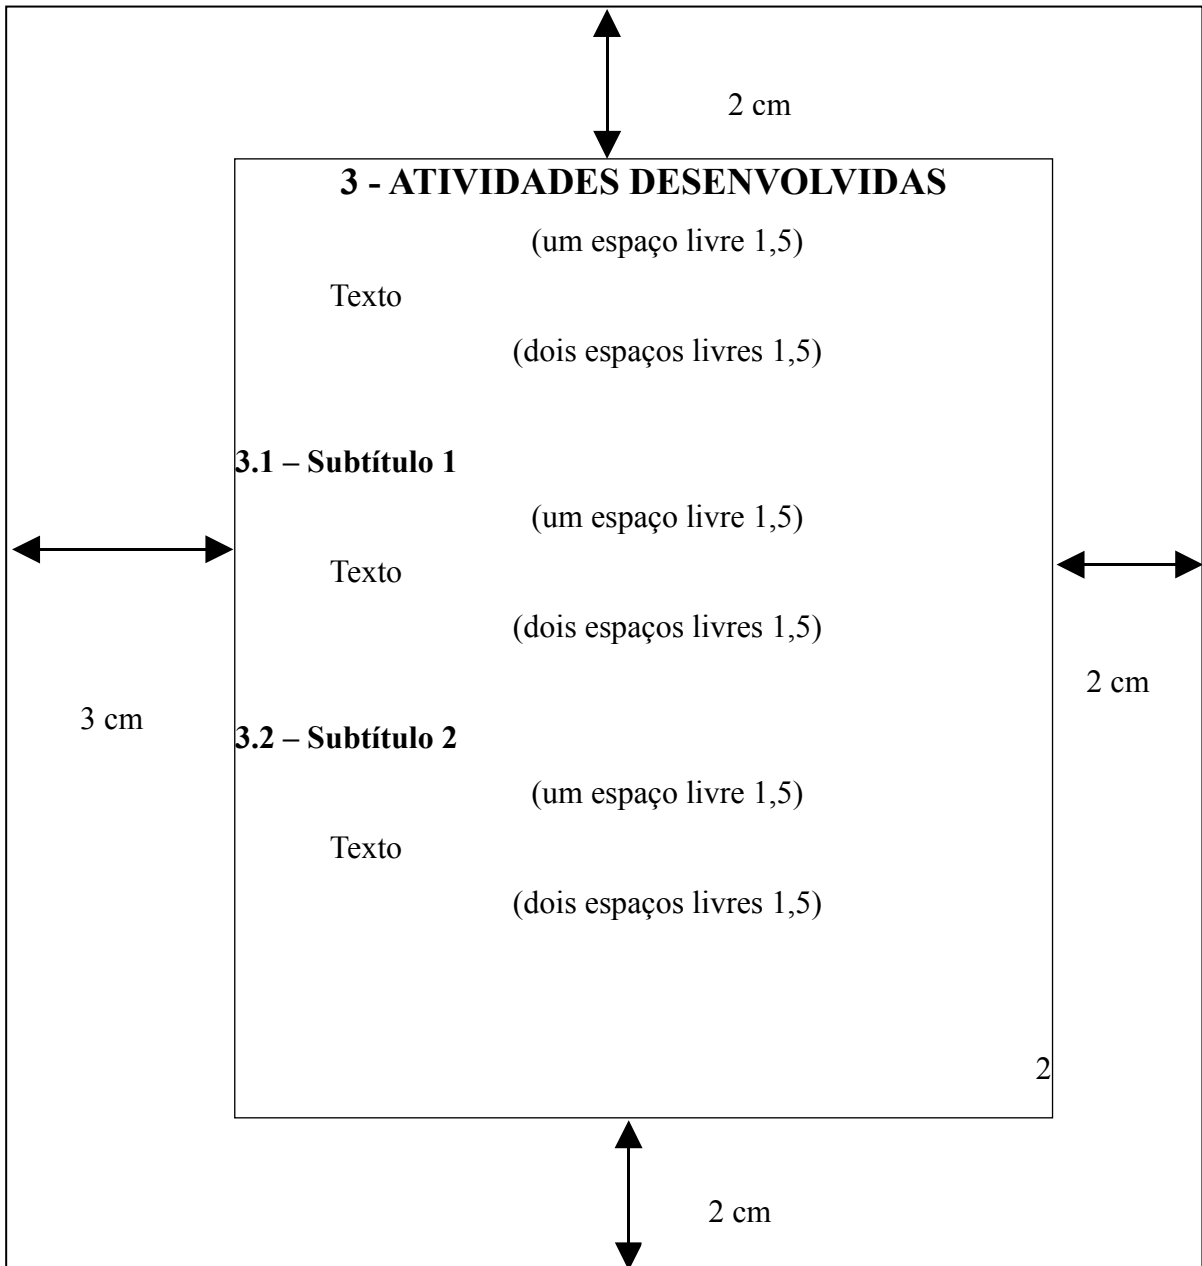 2 cm
3 - ATIVIDADES DESENVOLVIDAS
(um espaço livre 1,5)
Texto
(dois espaços livres 1,5)
3.1 – Subtítulo 1
(um espaço livre 1,5)
Texto
(dois espaços livres 1,5)
2 cm
3 cm
3.2 – Subtítulo 2
(um espaço livre 1,5)
Texto
(dois espaços livres 1,5)
2
2 cm